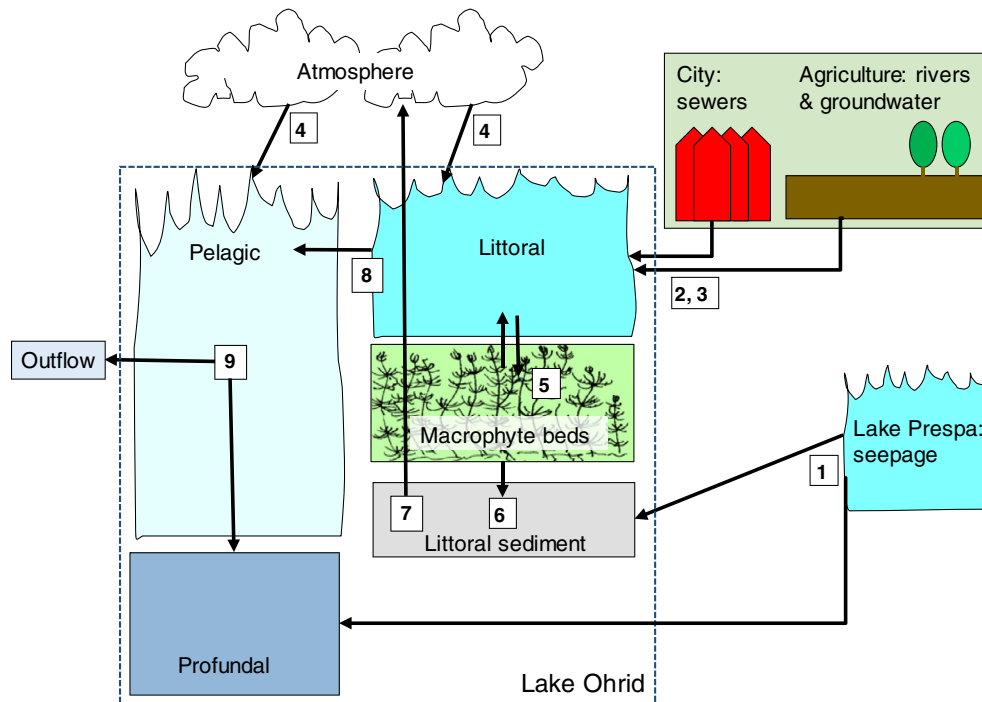 Atmosphere
4
4
City:
sewers
Agriculture: rivers
& groundwater
Pelagic
Littoral
8
2, 3
Outflow
9
5
Macrophyte beds
Lake Prespa:
seepage
1
7
6
Littoral sediment
Profundal
Lake Ohrid